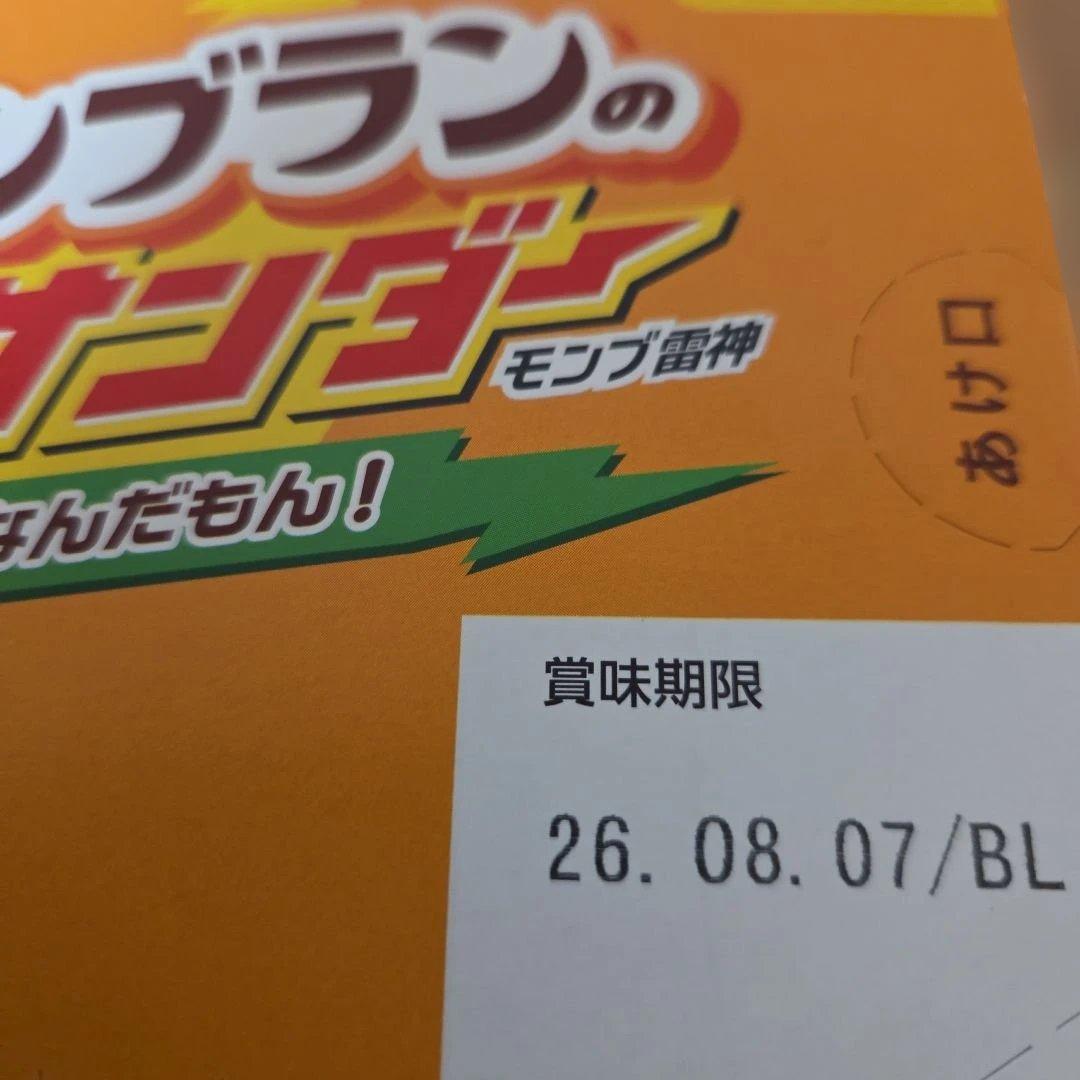 ンブランの
サンダー
モンブ雷神
なんだもん!
あけ口
賞味期限
26. 08. 07/BL